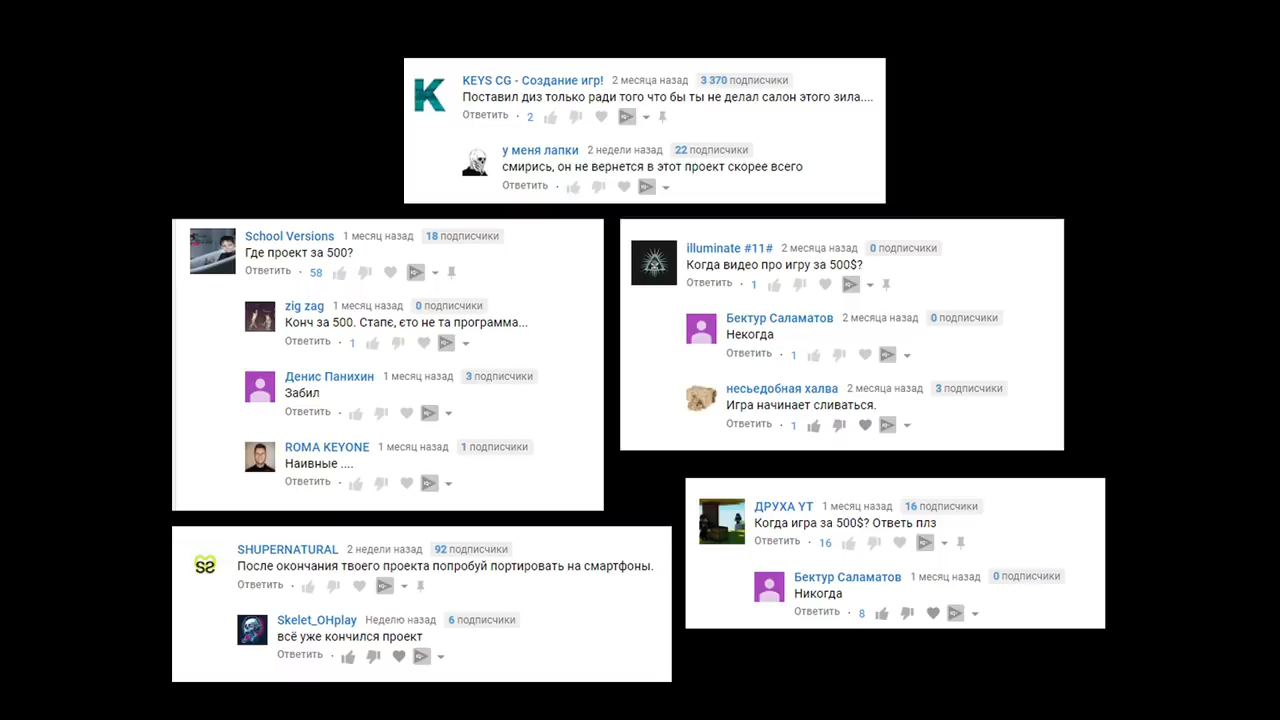 KEYS CG - Создание игр! 2 месяца назад 3 370 подписчики
Поставил диз только ради того что бы ты не делал салон этого зила....
Ответить · 2
у меня лапки 2 недели назад 22 подписчики
смирись, он не вернется в этот проект скорее всего
Ответить ·
School Versions 1 месяц назад 18 подписчики
Где проект за 500?
Ответить · 58
zig zag 1 месяц назад 0 подписчики
Конч за 500. Стапє, єто не та программа...
Ответить · 1
Денис Панихин 1 месяц назад 3 подписчики
Забил
Ответить ·
ROMA KEYONE 1 месяц назад 1 подписчики
Наивные ....
Ответить ·
illuminate #11# 2 месяца назад 0 подписчики
Когда видео про игру за 500$?
Ответить · 1
Бектур Саламатов 2 месяца назад 0 подписчики
Некогда
Ответить · 1
несьедобная халва 2 месяца назад 3 подписчики
Игра начинает сливаться.
Ответить · 1
SHUPERNATURAL 2 недели назад 92 подписчики
После окончания твоего проекта попробуй портировать на смартфоны.
Ответить ·
Skelet_OHplay Неделю назад 6 подписчики
всё уже кончился проект
Ответить ·
ДРУХА YT 1 месяц назад 16 подписчики
Когда игра за 500$? Ответь плз
Ответить · 16
Бектур Саламатов 1 месяц назад 0 подписчики
Никогда
Ответить · 8